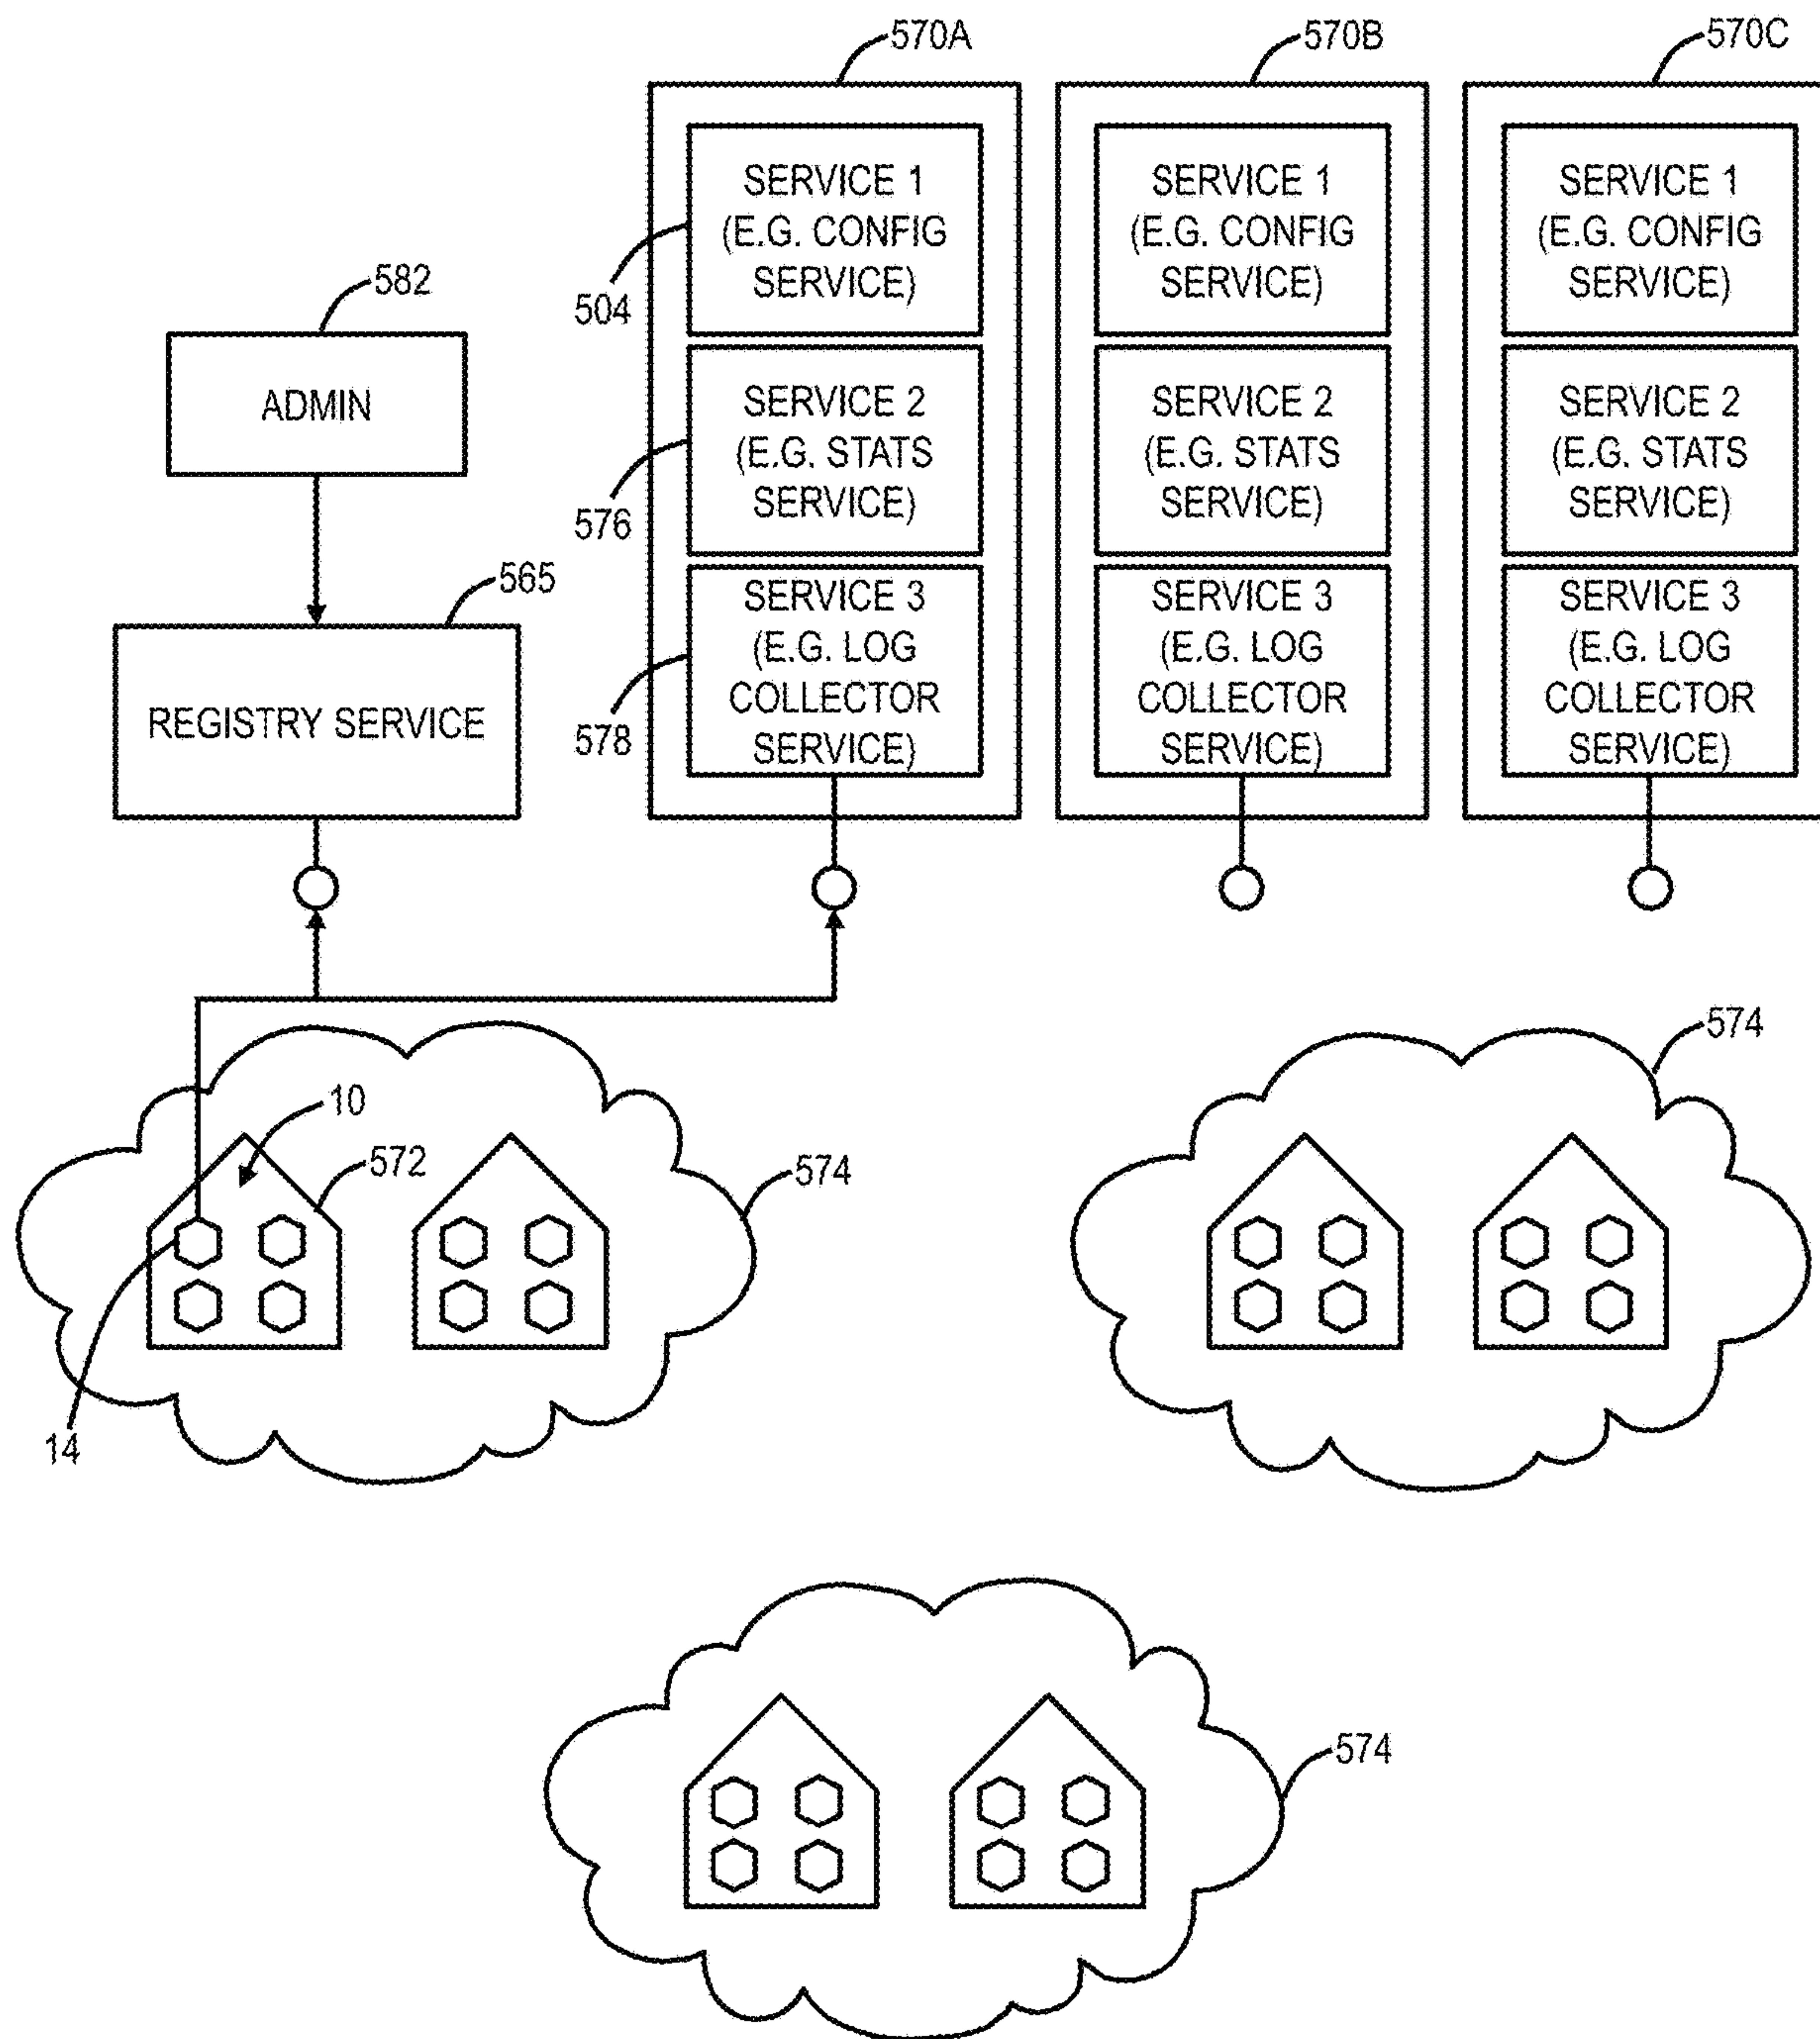 570A
570B
570C
SERVICE 1
(E.G. CONFIG
SERVICE)
SERVICE 1
(E.G. CONFIG
SERVICE)
SERVICE 1
(E.G. CONFIG
SERVICE)
504
582
ADMIN
SERVICE 2
(E.G. STATS
SERVICE)
SERVICE 2
(E.G. STATS
SERVICE)
SERVICE 2
(E.G. STATS
SERVICE)
576
565
REGISTRY SERVICE
SERVICE 3
(E.G. LOG
COLLECTOR
SERVICE)
SERVICE 3
(E.G. LOG
COLLECTOR
SERVICE)
SERVICE 3
(E.G. LOG
COLLECTOR
SERVICE)
578
574
10
572
574
14
574